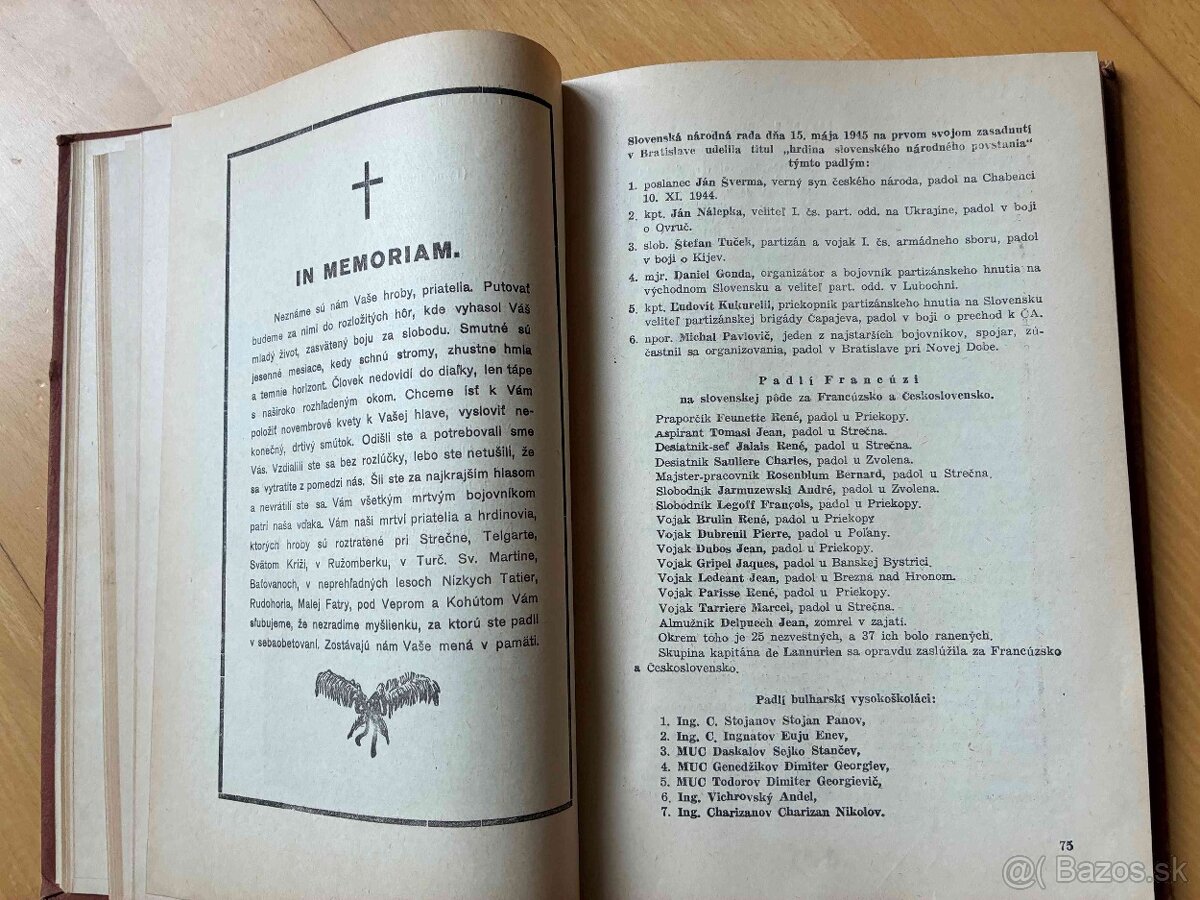 IN MEMORIAM.
Neznáme sú nám Vaše hroby, priatelia. Putovať
budeme za nimi do rozložitých hôr, kde vyhasol Váš
mladý život, zasvätený boju za slobodu. Smutné sú
jesenné mesiace, kedy schnú stromy, zhustne hmla
a temnie horizont. Človek nedovidí do diaľky, len tápe
s naširoko rozhľadeným okom. Chceme ísť k Vám
položiť novembrové kvety k Vašej hlave, vysloviť ne-
konečný, drtivý smútok. Odišli ste a potrebovali sme
Vás. Vzdialili ste sa bez rozlúčky, lebo ste netušili, že
sa vytratíte z pomedzi nás. Šli ste za najkrajším hlasom
a nevrátili ste sa. Vám všetkým mŕtvym bojovníkom
patrí naša vďaka. Vám naši mrtví priatelia a hrdinovia,
ktorých hroby sú roztratené pri Strečne, Telgarte,
Svätom Kríži, v Ružomberku, v Turč. Sv. Martine,
Baťovanoch, v neprehľadných lesoch Nízkych Tatier,
Rudohoria, Malej Fatry, pod Veprom a Kohútom Vám
sľubujeme, že nezradíme myšlienku, za ktorú ste padli
v sebaobetovaní. Zostávajú nám Vaše mená v pamäti.
Slovenská národná rada dňa 15. mája 1945 na prvom svojom zasadnutí
v Bratislave udelila titul „hrdina slovenského národného povstania"
týmto padlým:
1. poslanec Ján Šverma, verný syn českého národa, padol na Chabenci
10. XI. 1944.
2. kpt. Ján Nálepka, veliteľ I. čs. part. odd. na Ukrajine, padol v boji
o Ovruč.
3. slob. Štefan Tuček, partizán a vojak I. čs. armádneho sboru, padol
v boji o Kijev.
4. mjr. Daniel Gonda, organizátor a bojovník partizánskeho hnutia na
východnom Slovensku a veliteľ part. odd. v Lubochni.
5. kpt. Ľudovít Kukurelli, priekopník partizánskeho hnutia na Slovensku
veliteľ partizánskej brigády Čapajeva, padol v boji o prechod k ČA.
6. npor. Michal Pavlovič, jeden z najstarších bojovníkov, spojar, zú-
častnil sa organizovania, padol v Bratislave pri Novej Dobe.
Padlí Francúzi
na slovenskej pôde za Francúzsko a Československo.
Praporčík Feunette René, padol u Priekopy.
Aspirant Tomasi Jean, padol u Strečna.
Desiatnik-šef Jalais René, padol u Strečna.
Desiatnik Sauliere Charles, padol u Zvolena.
Majster-pracovník Rosenblum Bernard, padol u Strečna.
Slobodník Jarmuzewski André, padol u Zvolena.
Slobodník Legoff François, padol u Priekopy.
Vojak Brulin René, padol u Priekopy
Vojak Dubrenil Pierre, padol u Poľany.
Vojak Dubos Jean, padol u Priekopy.
Vojak Gripel Jaques, padol u Banskej Bystrici.
Vojak Ledeant Jean, padol u Brezna nad Hronom.
Vojak Parisse René, padol u Priekopy.
Vojak Tarriere Marcel, padol u Strečna.
Almužník Delpuech Jean, zomrel v zajatí.
Okrem toho je 25 nezvestných, a 37 ich bolo ranených.
Skupina kapitána de Lannurien sa opravdu zaslúžila za Francúzsko
a Československo.
Padlí bulharskí vysokoškoláci:
1. Ing. C. Stojanov Stojan Panov,
2. Ing. C. Ingnatov Euju Enev,
3. MUC Daskalov Sejko Stančev,
4. MUC Genedžikov Dimiter Georgiev,
5. MUC Todorov Dimiter Georgievič,
6. Ing. Vichrovský Andel,
7. Ing. Charizanov Charizan Nikolov.
75
Bazos.sk